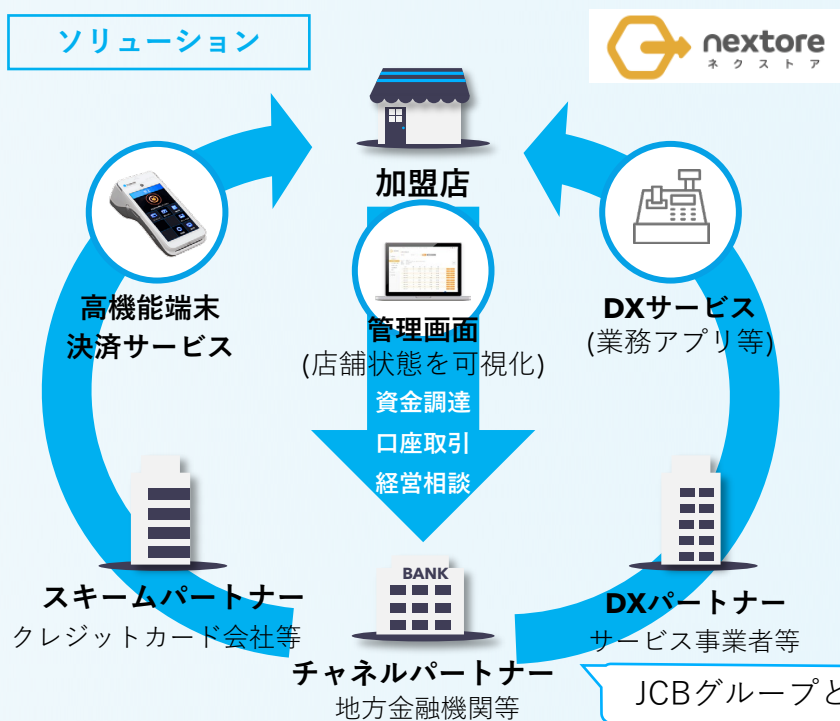 ソリューション
nextore
ネクストア
加盟店
高機能端末
決済サービス
管理画面
(店舗状態を可視化)
DXサービス
(業務アプリ等)
資金調達
口座取引
経営相談
スキームパートナー
クレジットカード会社等
BANK
チャネルパートナー
地方金融機関等
DXパートナー
サービス事業者等
JCBグループと